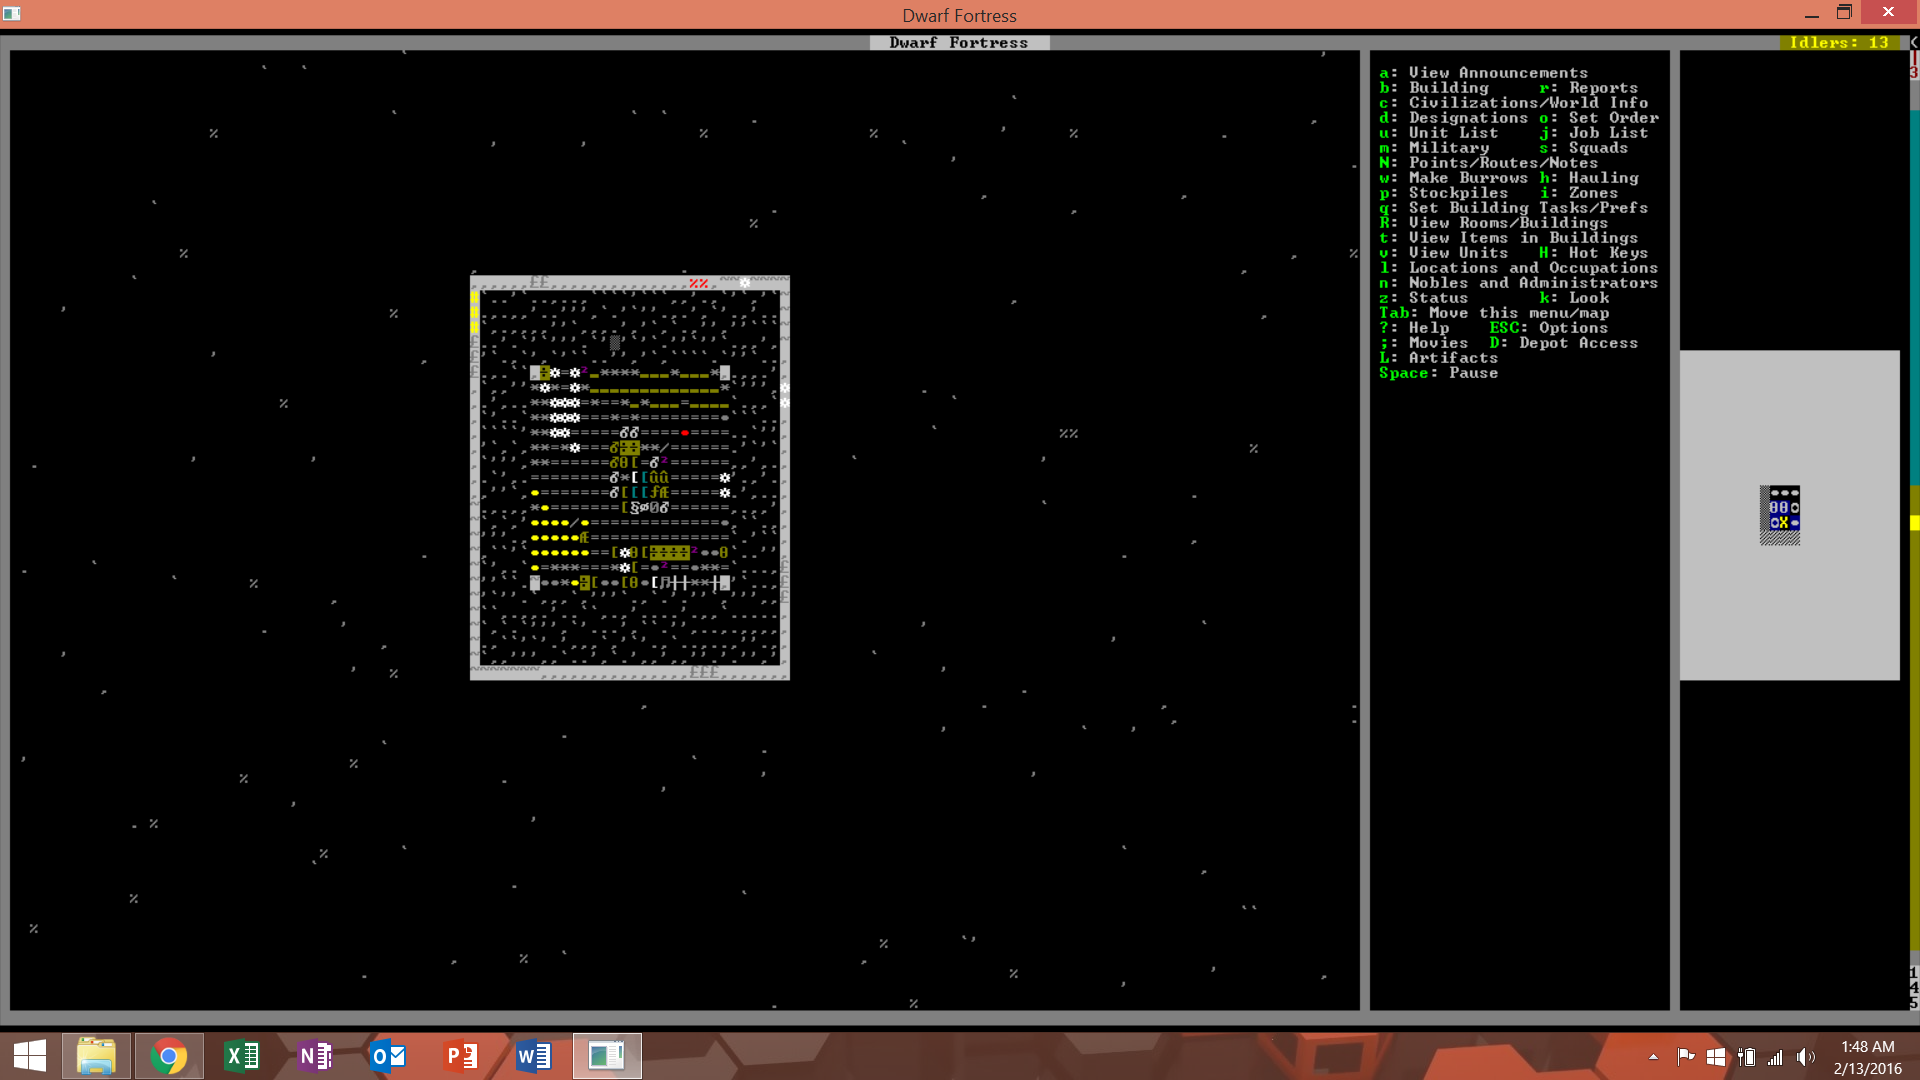 Dwarf Fortress
Dwarf Fortress
Idlers: 13
a: View Announcements
b: Building r: Reports
c: Civilizations/World Info
d: Designations o: Set Order
u: Unit List j: Job List
m: Military s: Squads
N: Points/Routes/Notes
w: Make Burrows h: Hauling
p: Stockpiles i: Zones
q: Set Building Tasks/Prefs
R: View Rooms/Buildings
t: View Items in Buildings
v: View Units H: Hot Keys
l: Locations and Occupations
n: Nobles and Administrators
z: Status k: Look
Tab: Move this menu/map
?: Help ESC: Options
;: Movies D: Depot Access
L: Artifacts
Space: Pause
1:48 AM
2/13/2016